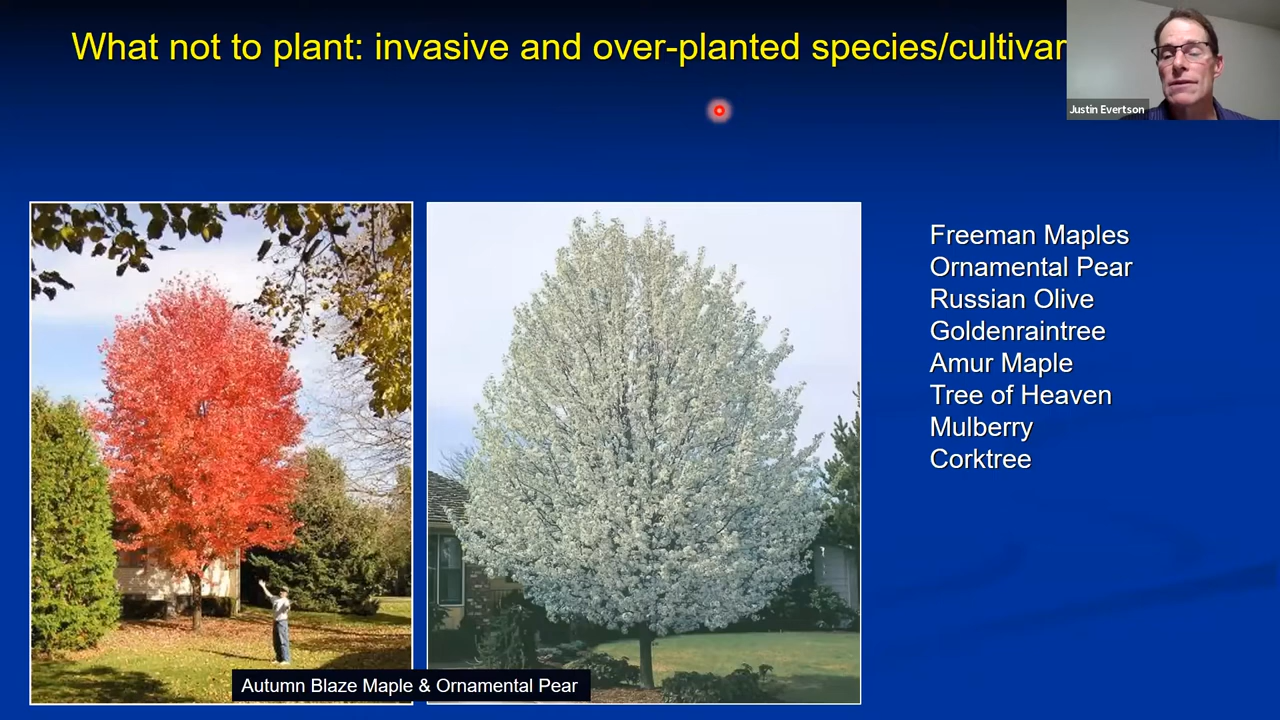 What not to plant: invasive and over-planted species/cultivar
Justin Evertson
Freeman Maples
Ornamental Pear
Russian Olive
Goldenraintree
Amur Maple
Tree of Heaven
Mulberry
Corktree
Autumn Blaze Maple & Ornamental Pear